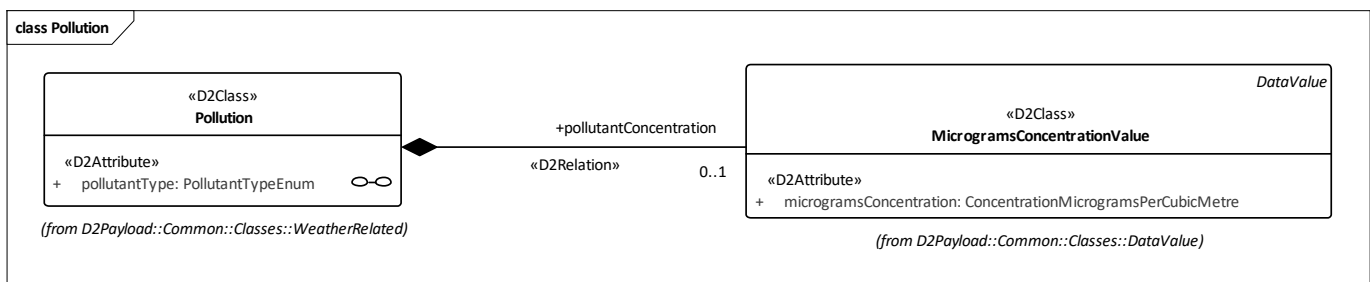 class Pollution
«D2Class»
Pollution
«D2Attribute»
+ pollutantType: PollutantTypeEnum
(from D2Payload::Common::Classes::WeatherRelated)
+pollutantConcentration
«D2Relation»
0..1
DataValue
«D2Class»
MicrogramsConcentrationValue
«D2Attribute»
+ microgramsConcentration: ConcentrationMicrogramsPerCubicMetre
(from D2Payload::Common::Classes::DataValue)